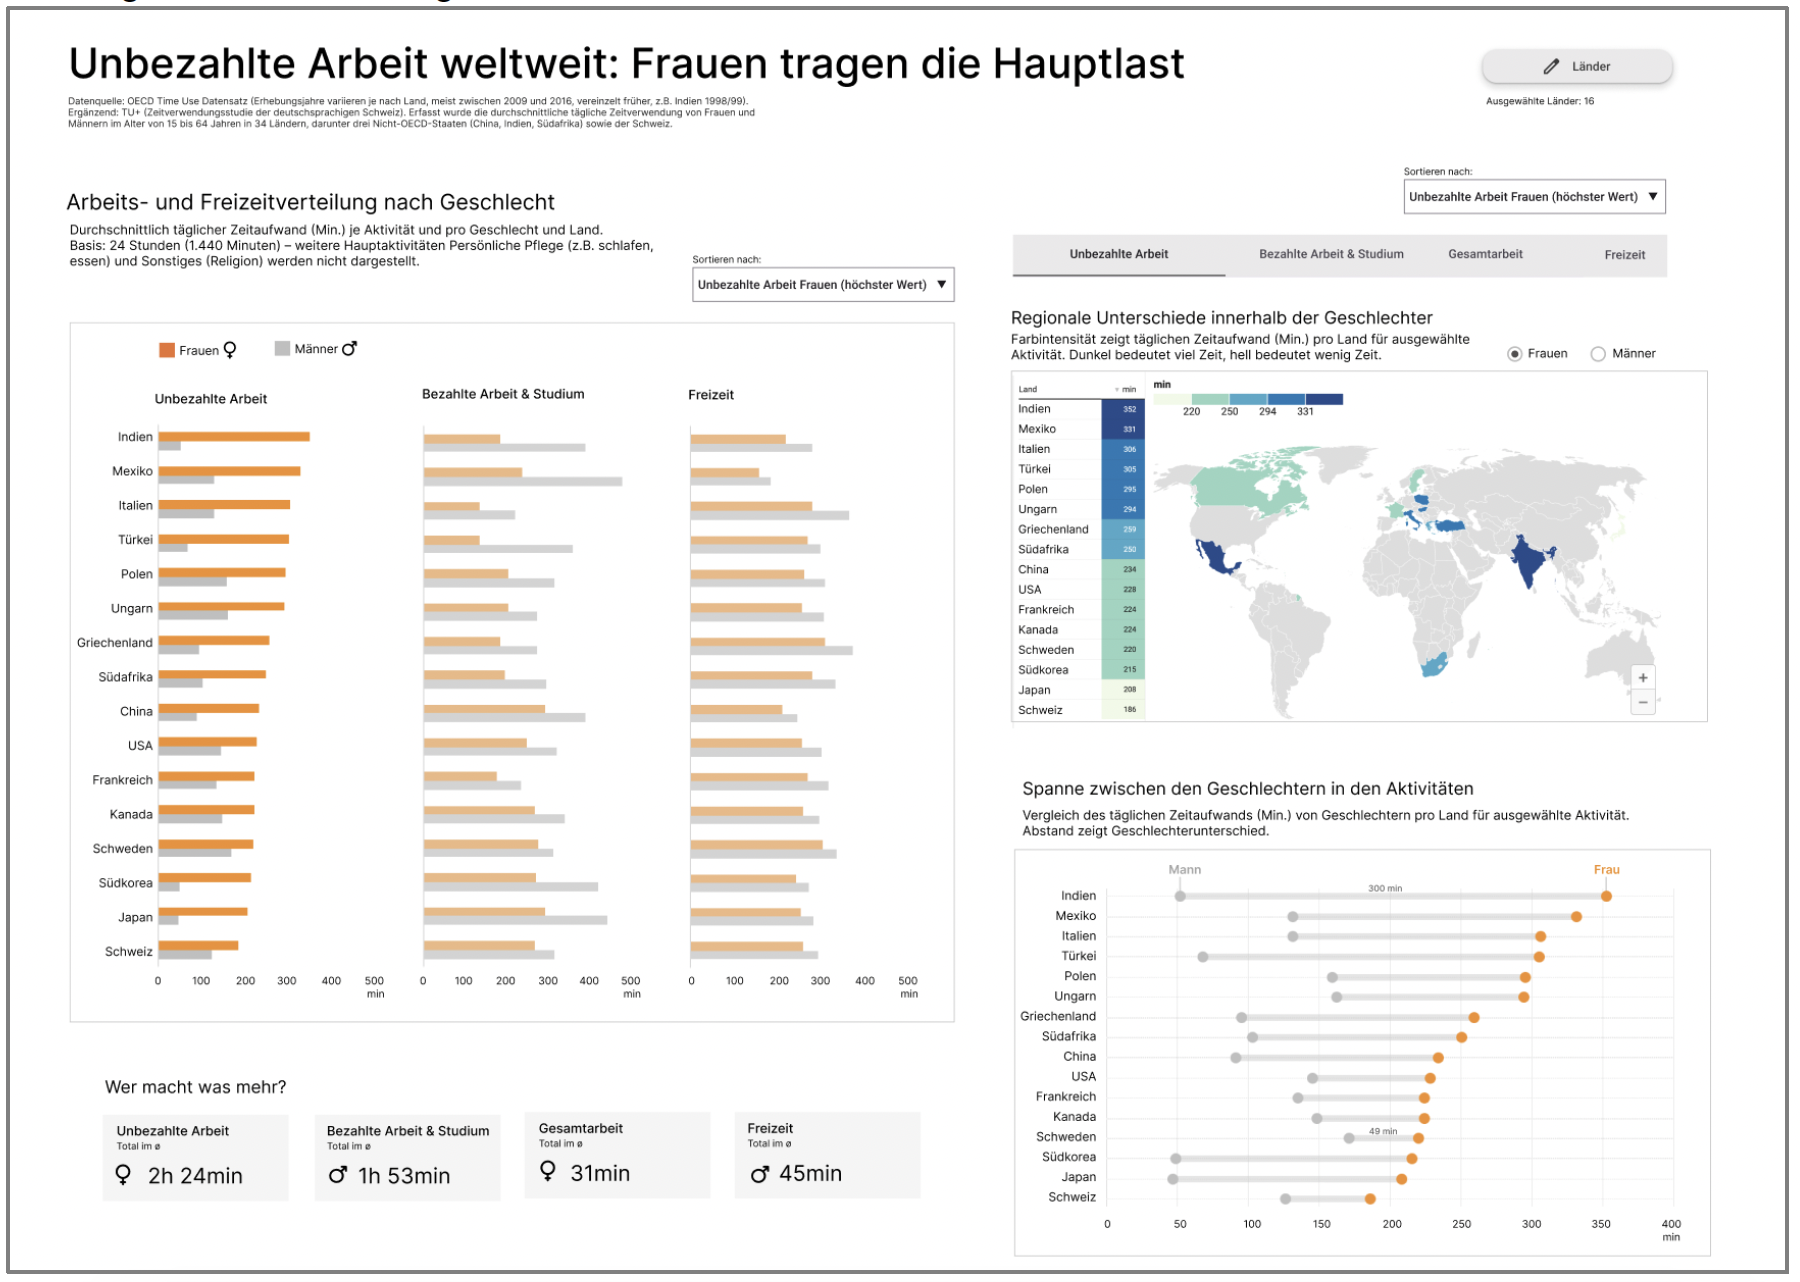 Unbezahlte Arbeit weltweit: Frauen tragen die Hauptlast
Datenquelle: OECD Time Use Datensatz (Erhebungsjahre variieren je nach Land, meist zwischen 2009 und 2016, vereinzelt früher, z.B. Indien 1998/99).
Ergänzend: TU+ (Zeitverwendungsstudie der deutschsprachigen Schweiz). Erfasst wurde die durchschnittliche tägliche Zeitverwendung von Frauen und
Männern im Alter von 15 bis 64 Jahren in 34 Ländern, darunter drei Nicht-OECD-Staaten (China, Indien, Südafrika) sowie der Schweiz.
Länder
Ausgewählte Länder: 16
Arbeits- und Freizeitverteilung nach Geschlecht
Durchschnittlich täglicher Zeitaufwand (Min.) je Aktivität und pro Geschlecht und Land.
Basis: 24 Stunden (1.440 Minuten) – weitere Hauptaktivitäten Persönliche Pflege (z.B. schlafen,
essen) und Sonstiges (Religion) werden nicht dargestellt.
Sortieren nach:
Unbezahlte Arbeit Frauen (höchster Wert) ▼
Frauen ♀ Männer ♂
Unbezahlte Arbeit Bezahlte Arbeit & Studium Freizeit
Indien
Mexiko
Italien
Türkei
Polen
Ungarn
Griechenland
Südafrika
China
USA
Frankreich
Kanada
Schweden
Südkorea
Japan
Schweiz
0 100 200 300 400 500 0 100 200 300 400 500 0 100 200 300 400 500
min min min
Wer macht was mehr?
Unbezahlte Arbeit
Total im ø
♀ 2h 24min
Bezahlte Arbeit & Studium
Total im ø
♂ 1h 53min
Gesamtarbeit
Total im ø
♀ 31min
Freizeit
Total im ø
♂ 45min
Sortieren nach:
Unbezahlte Arbeit Frauen (höchster Wert) ▼
Unbezahlte Arbeit Bezahlte Arbeit & Studium Gesamtarbeit Freizeit
Regionale Unterschiede innerhalb der Geschlechter
Farbintensität zeigt täglichen Zeitaufwand (Min.) pro Land für ausgewählte
Aktivität. Dunkel bedeutet viel Zeit, hell bedeutet wenig Zeit.
Frauen Männer
Land min
Indien 352
Mexiko 331
Italien 306
Türkei 305
Polen 295
Ungarn 294
Griechenland 259
Südafrika 250
China 234
USA 228
Frankreich 224
Kanada 224
Schweden 220
Südkorea 215
Japan 208
Schweiz 186
min
220 250 294 331
+
−
Spanne zwischen den Geschlechtern in den Aktivitäten
Vergleich des täglichen Zeitaufwands (Min.) von Geschlechtern pro Land für ausgewählte Aktivität.
Abstand zeigt Geschlechterunterschied.
Mann Frau
Indien 300 min
Mexiko
Italien
Türkei
Polen
Ungarn
Griechenland
Südafrika
China
USA
Frankreich
Kanada
Schweden 49 min
Südkorea
Japan
Schweiz
0 50 100 150 200 250 300 350 400
min